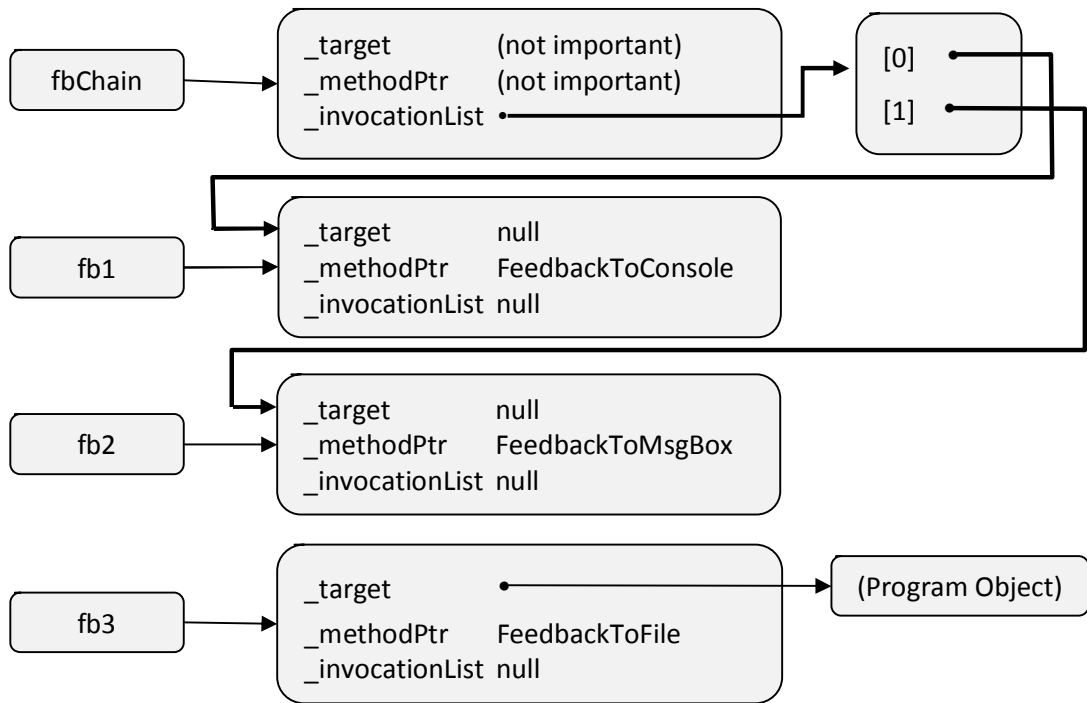 fbChain
_target (not important)
_methodPtr (not important)
_invocationList
[0]
[1]
fb1
_target null
_methodPtr FeedbackToConsole
_invocationList null
fb2
_target null
_methodPtr FeedbackToMsgBox
_invocationList null
fb3
_target
_methodPtr FeedbackToFile
_invocationList null
(Program Object)